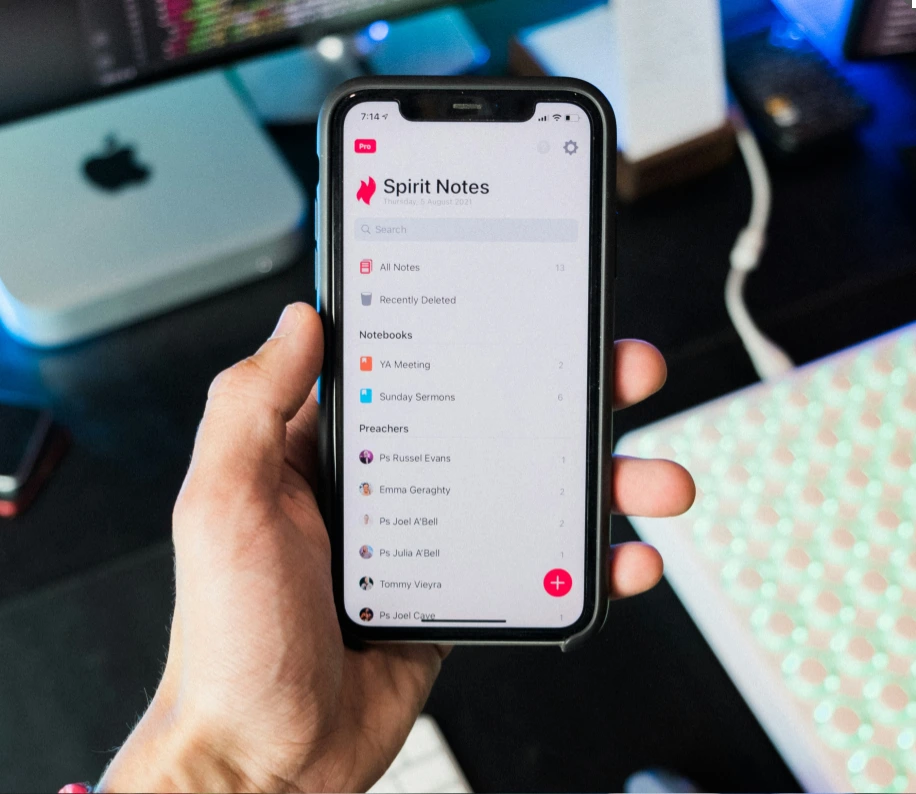 7:14
Pro
Spirit Notes
Thursday, 5 August 2021
Search
All Notes 13
Recently Deleted
Notebooks
YA Meeting 2
Sunday Sermons 6
Preachers
Ps Russel Evans 1
Emma Geraghty 2
Ps Joel A'Bell 2
Ps Julia A'Bell 1
Tommy Vieyra
Ps Joel Cave 1